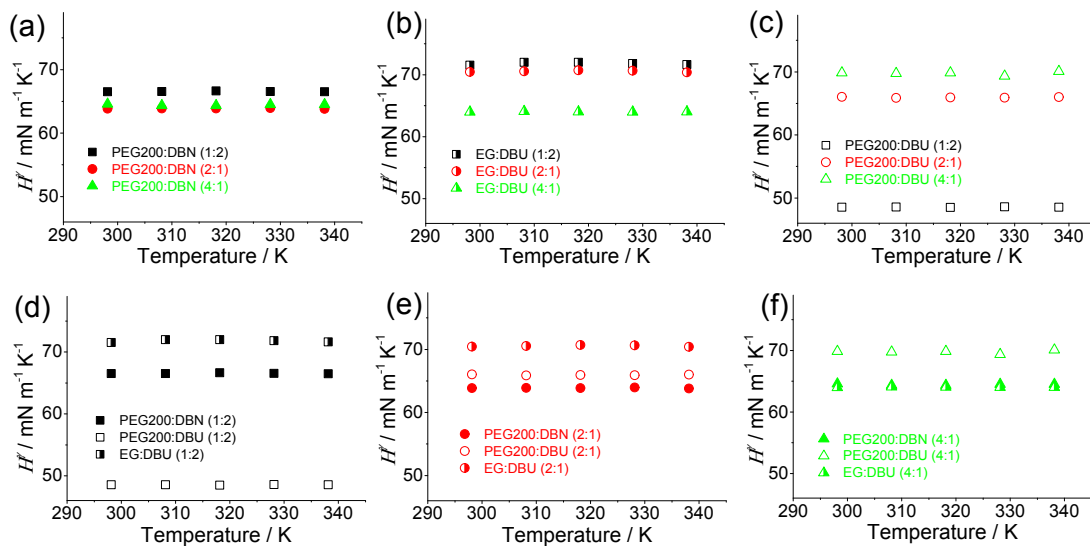 (a)
70
60
50
H^γ / mN m⁻¹ K⁻¹
PEG200:DBN (1:2)
PEG200:DBN (2:1)
PEG200:DBN (4:1)
290 300 310 320 330 340
Temperature / K
(b)
70
60
50
H^γ / mN m⁻¹ K⁻¹
EG:DBU (1:2)
EG:DBU (2:1)
EG:DBU (4:1)
290 300 310 320 330 340
Temperature / K
(c)
70
60
50
H^γ / mN m⁻¹ K⁻¹
PEG200:DBU (1:2)
PEG200:DBU (2:1)
PEG200:DBU (4:1)
290 300 310 320 330 340
Temperature / K
(d)
70
60
50
H^γ / mN m⁻¹ K⁻¹
PEG200:DBN (1:2)
PEG200:DBU (1:2)
EG:DBU (1:2)
290 300 310 320 330 340
Temperature / K
(e)
70
60
50
H^γ / mN m⁻¹ K⁻¹
PEG200:DBN (2:1)
PEG200:DBU (2:1)
EG:DBU (2:1)
290 300 310 320 330 340
Temperature / K
(f)
70
60
50
H^γ / mN m⁻¹ K⁻¹
PEG200:DBN (4:1)
PEG200:DBU (4:1)
EG:DBU (4:1)
290 300 310 320 330 340
Temperature / K